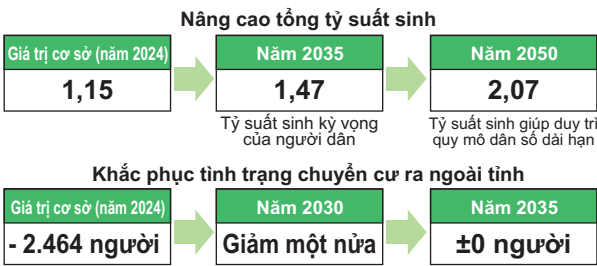 Nâng cao tổng tỷ suất sinh
Giá trị cơ sở (năm 2024)
1,15
Năm 2035
1,47
Tỷ suất sinh kỳ vọng
của người dân
Năm 2050
2,07
Tỷ suất sinh giúp duy trì
quy mô dân số dài hạn
Khắc phục tình trạng chuyển cư ra ngoài tỉnh
Giá trị cơ sở (năm 2024)
- 2.464 người
Năm 2030
Giảm một nửa
Năm 2035
±0 người